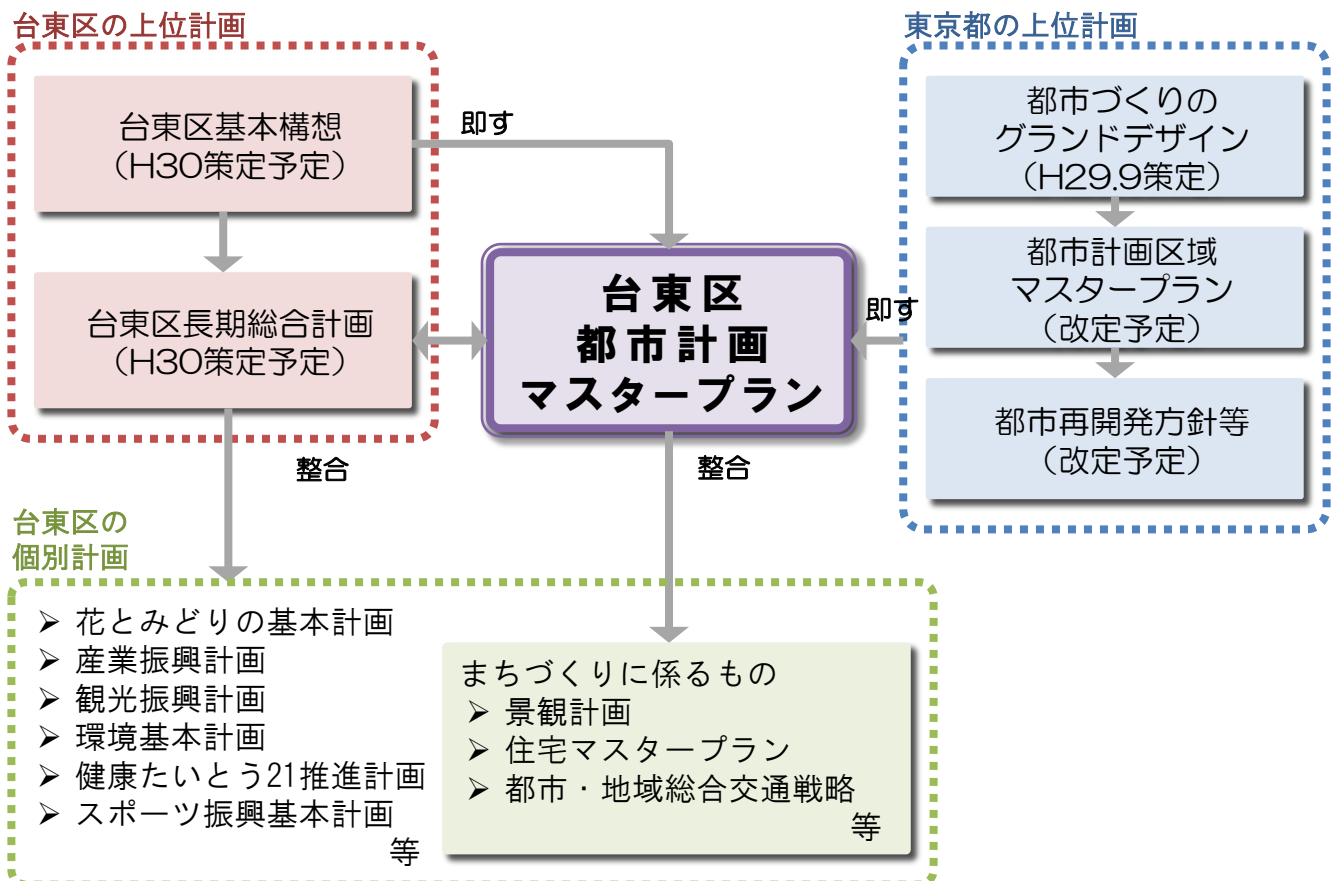 台東区の上位計画
台東区基本構想
（H30策定予定）
台東区長期総合計画
（H30策定予定）
即す
台東区
都市計画
マスタープラン
即す
東京都の上位計画
都市づくりの
グランドデザイン
（H29.9策定）
都市計画区域
マスタープラン
（改定予定）
都市再開発方針等
（改定予定）
整合
整合
台東区の
個別計画
➢ 花とみどりの基本計画
➢ 産業振興計画
➢ 観光振興計画
➢ 環境基本計画
➢ 健康たいとう21推進計画
➢ スポーツ振興基本計画
等
まちづくりに係るもの
➢ 景観計画
➢ 住宅マスタープラン
➢ 都市・地域総合交通戦略
等